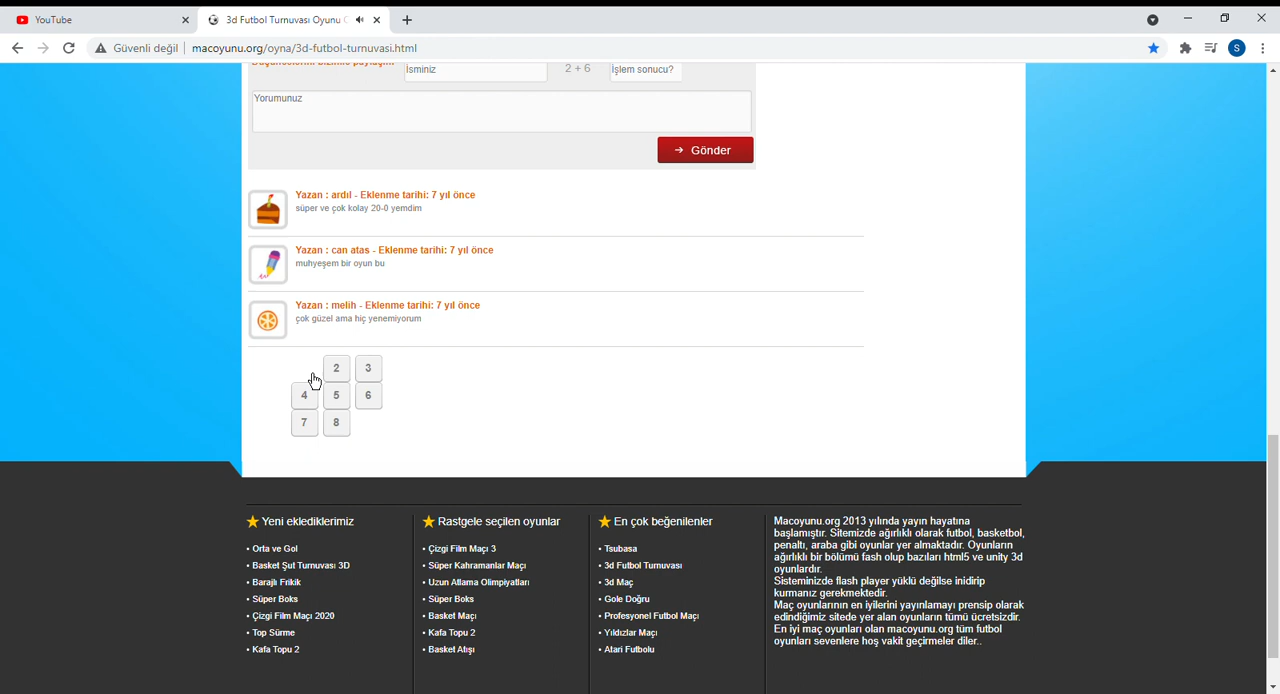 YouTube
3d Futbol Turnuvası Oyunu
Güvenli değil
macoyunu.org/oyna/3d-futbol-turnuvasi.html
S
İsminiz
2 + 6
İşlem sonucu?
Yorumunuz
→ Gönder
Yazan : ardıl - Eklenme tarihi: 7 yıl önce
süper ve çok kolay 20-0 yemdim
Yazan : can atas - Eklenme tarihi: 7 yıl önce
muhyeşem bir oyun bu
Yazan : melih - Eklenme tarihi: 7 yıl önce
çok güzel ama hiç yenemiyorum
2 3
4 5 6
7 8
Yeni eklediklerimiz
• Orta ve Gol
• Basket Şut Turnuvası 3D
• Barajlı Frikik
• Süper Boks
• Çizgi Film Maçı 2020
• Top Sürme
• Kafa Topu 2
Rastgele seçilen oyunlar
• Çizgi Film Maçı 3
• Süper Kahramanlar Maçı
• Uzun Atlama Olimpiyatları
• Süper Boks
• Basket Maçı
• Kafa Topu 2
• Basket Atışı
En çok beğenilenler
• Tsubasa
• 3d Futbol Turnuvası
• 3d Maç
• Gole Doğru
• Profesyonel Futbol Maçı
• Yıldızlar Maçı
• Atari Futbolu
Macoyunu.org 2013 yılında yayın hayatına
başlamıştır. Sitemizde ağırlıklı olarak futbol, basketbol,
penaltı, araba gibi oyunlar yer almaktadır. Oyunların
ağırlıklı bir bölümü fash olup bazıları html5 ve unity 3d
oyunlardır.
Sisteminizde flash player yüklü değilse inidirip
kurmanız gerekmektedir.
Maç oyunlarının en iyilerini yayınlamayı prensip olarak
edindiğimiz sitede yer alan oyunların tümü ücretsizdir.
En iyi maç oyunları olan macoyunu.org tüm futbol
oyunları sevenlere hoş vakit geçirmeler diler..